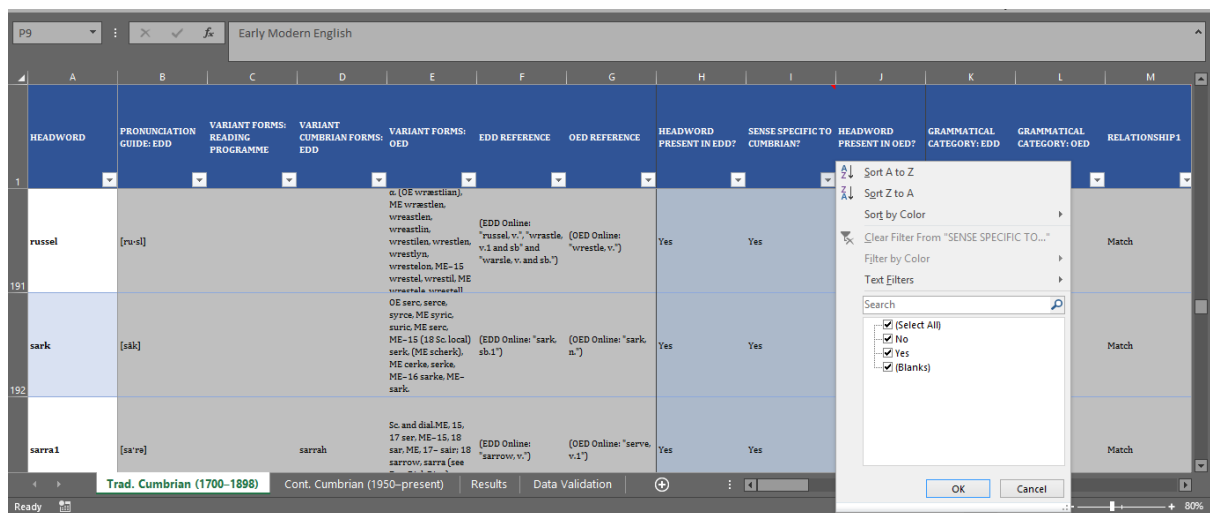 P9
fx
Early Modern English
A B C D E F G H I J K L M
1
HEADWORD
PRONUNCIATION
GUIDE: EDD
VARIANT FORMS:
READING
PROGRAMME
VARIANT
CUMBRIAN FORMS:
EDD
VARIANT FORMS:
OED
EDD REFERENCE
OED REFERENCE
HEADWORD
PRESENT IN EDD?
SENSE SPECIFIC TO
CUMBRIAN?
HEADWORD
PRESENT IN OED?
GRAMMATICAL
CATEGORY: EDD
GRAMMATICAL
CATEGORY: OED
RELATIONSHIP1
191
russel
[ru·sl]
α. (OE wræstlian),
ME wræstlen,
wreastlen,
wreastlin,
wrestilen, wrestlen,
wrestlyn,
wrestelon, ME–15
wrestel, wrestil, ME
wrestele, wrestell
(EDD Online:
"russel, v.", "wrastle,
v.1 and sb" and
"warsle, v. and sb.")
(OED Online:
"wrestle, v.")
Yes
Yes
Match
192
sark
[sāk]
OE serc, serce,
syrce, ME syric,
suric, ME serc,
ME–15 (18 Sc. local)
serk, (ME scherk),
ME cerke, serke,
ME–16 sarke, ME–
sark.
(EDD Online: "sark,
sb.1")
(OED Online: "sark,
n.")
Yes
Yes
Match
sarra1
[sa'rə]
sarrah
Sc. and dial.ME, 15,
17 ser, ME–15, 18
sar, ME, 17– sair; 18
sarrow, sarra (see
(EDD Online:
"sarrow, v.")
(OED Online: "serve,
v.1")
Yes
Yes
Match
Sort A to Z
Sort Z to A
Sort by Color
Clear Filter From "SENSE SPECIFIC TO..."
Filter by Color
Text Filters
Search
(Select All)
No
Yes
(Blanks)
OK
Cancel
Trad. Cumbrian (1700–1898)
Cont. Cumbrian (1950–present)
Results
Data Validation
Ready
80%